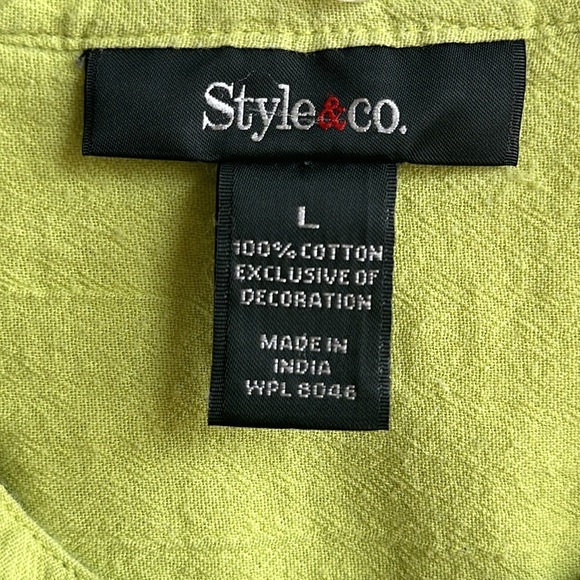 Style&co.
L
100% COTTON
EXCLUSIVE OF
DECORATION
MADE IN
INDIA
WPL 8046